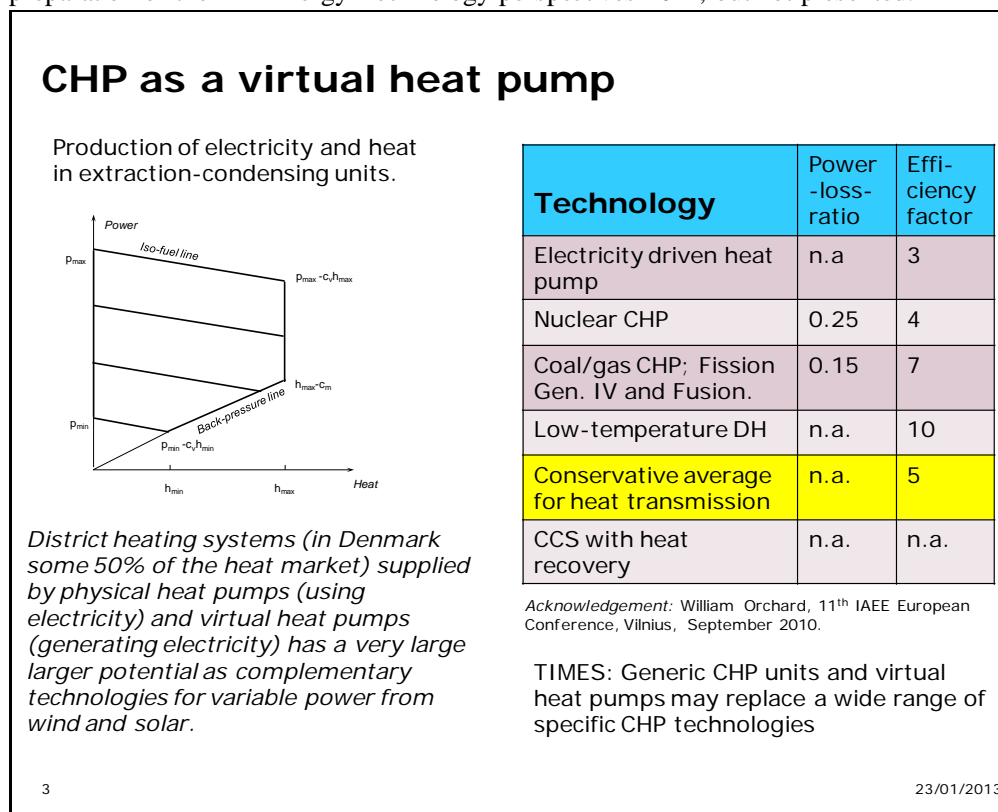 CHP as a virtual heat pump
Production of electricity and heat
in extraction-condensing units.
Power
Iso-fuel line
pmax
pmax -cvhmax
hmax-cm
Back-pressure line
pmin
pmin -cvhmin
hmin
hmax
Heat
District heating systems (in Denmark
some 50% of the heat market) supplied
by physical heat pumps (using
electricity) and virtual heat pumps
(generating electricity) has a very large
larger potential as complementary
technologies for variable power from
wind and solar.
Technology
Power
-loss-
ratio
Effi-
ciency
factor
Electricity driven heat
pump
n.a
3
Nuclear CHP
0.25
4
Coal/gas CHP; Fission
Gen. IV and Fusion.
0.15
7
Low-temperature DH
n.a.
10
Conservative average
for heat transmission
n.a.
5
CCS with heat
recovery
n.a.
n.a.
Acknowledgement: William Orchard, 11th IAEE European
Conference, Vilnius, September 2010.
TIMES: Generic CHP units and virtual
heat pumps may replace a wide range of
specific CHP technologies
3
23/01/2013